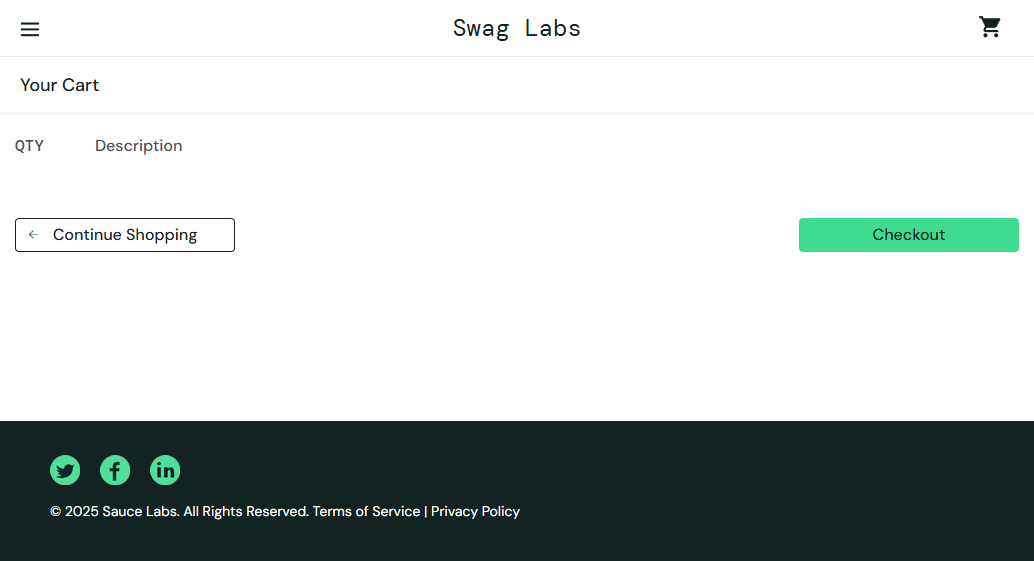 Swag Labs
Your Cart
QTY Description
Continue Shopping Checkout
© 2025 Sauce Labs. All Rights Reserved. Terms of Service | Privacy Policy